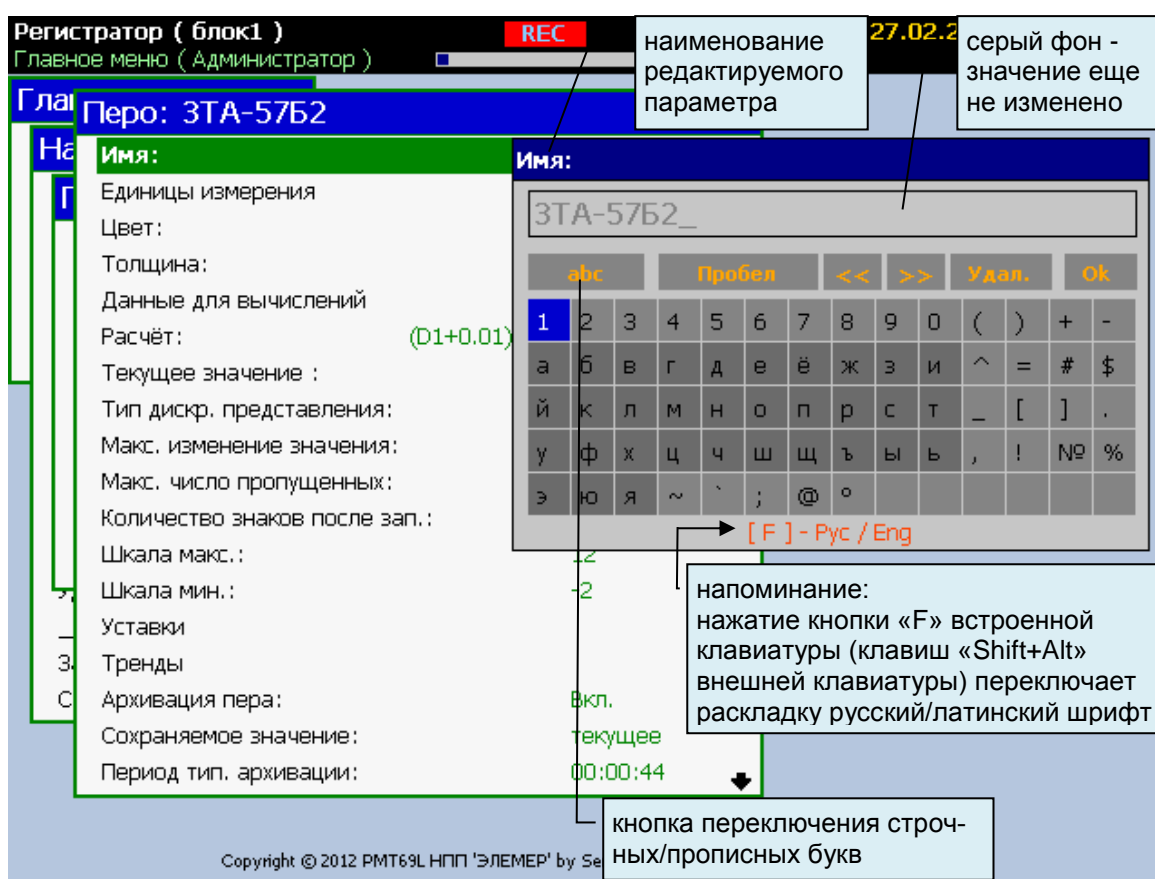 Регистратор ( блок1 )
REC
27.02.2
Главное меню ( Администратор )
наименование
редактируемого
параметра
серый фон -
значение еще
не изменено
Глав
Перо: ЗТА-57Б2
На
Имя:
Единицы измерения
Цвет:
Толщина:
Данные для вычислений
Расчёт: (D1+0.01)
Текущее значение :
Тип дискр. представления:
Макс. изменение значения:
Макс. число пропущенных:
Количество знаков после зап.:
Шкала макс.: 12
Шкала мин.: -2
Уставки
Тренды
Архивация пера: Вкл.
Сохраняемое значение: текущее
Период тип. архивации: 00:00:44
Имя:
ЗТА-57Б2_
abc Пробел << >> Удал. Ok
1 2 3 4 5 6 7 8 9 0 ( ) + -
а б в г д е ё ж з и ^ = # $
й к л м н о п р с т _ [ ] .
у ф х ц ч ш щ ъ ы ь , ! № %
э ю я ~ ` ; @ °
[ F ] - Рус / Eng
напоминание:
нажатие кнопки «F» встроенной
клавиатуры (клавиш «Shift+Alt»
внешней клавиатуры) переключает
раскладку русский/латинский шрифт
кнопка переключения строч-
ных/прописных букв
Copyright © 2012 РМТ69L НПП 'ЭЛЕМЕР' by Se